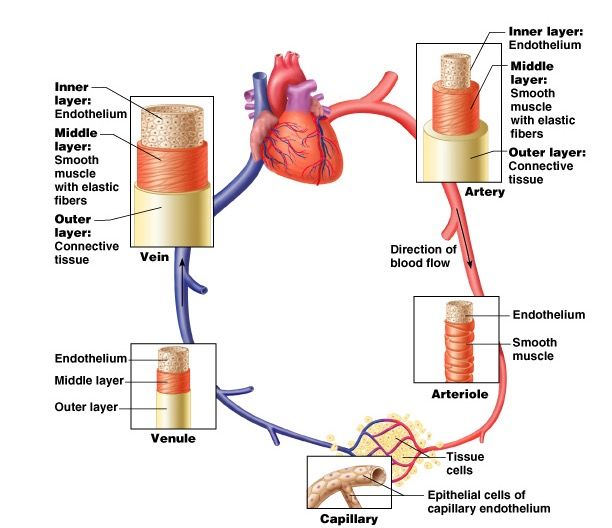 Inner layer:
Endothelium
Middle
layer:
Smooth
muscle
with elastic
fibers
Outer layer:
Connective
tissue
Artery
Inner
layer:
Endothelium
Middle
layer:
Smooth
muscle
with elastic
fibers
Outer
layer:
Connective
tissue
Vein
Direction of
blood flow
Endothelium
Smooth
muscle
Arteriole
Endothelium
Middle layer
Outer layer
Venule
Tissue
cells
Epithelial cells of
capillary endothelium
Capillary